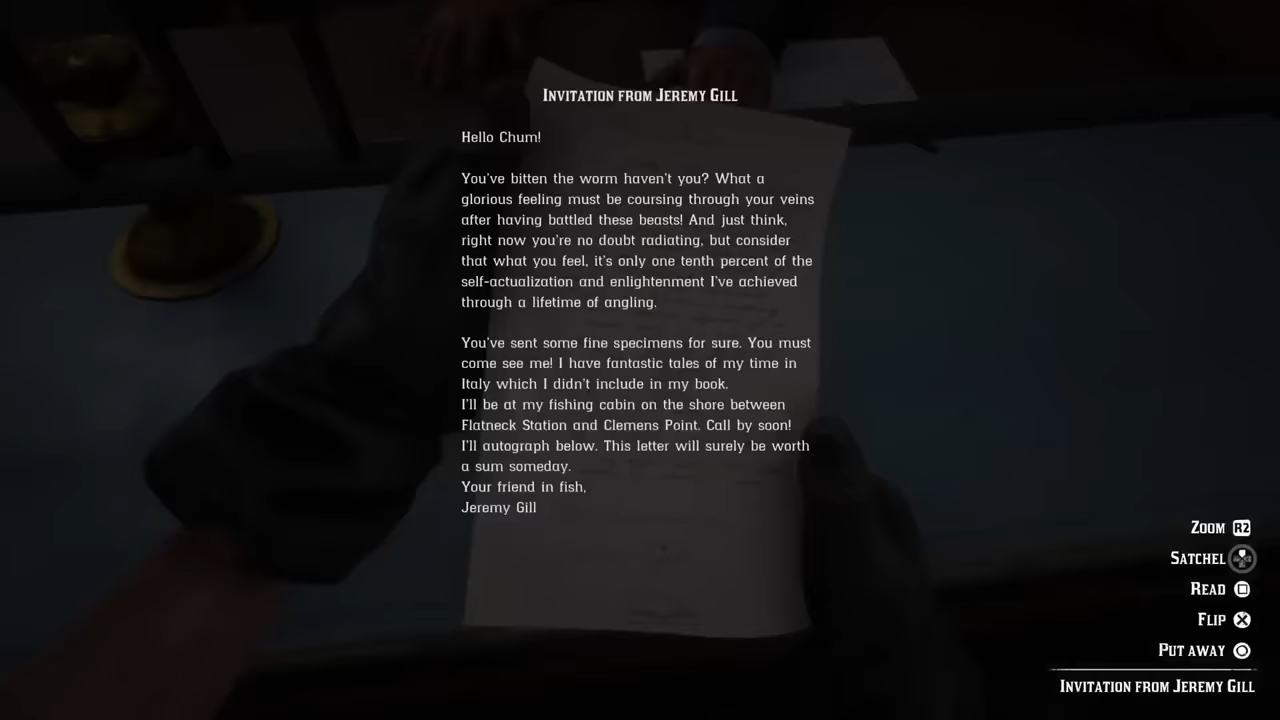 Invitation from Jeremy Gill
Hello Chum!
You've bitten the worm haven't you? What a
glorious feeling must be coursing through your veins
after having battled these beasts! And just think,
right now you're no doubt radiating, but consider
that what you feel, it's only one tenth percent of the
self-actualization and enlightenment I've achieved
through a lifetime of angling.
You've sent some fine specimens for sure. You must
come see me! I have fantastic tales of my time in
Italy which I didn't include in my book.
I'll be at my fishing cabin on the shore between
Flatneck Station and Clemens Point. Call by soon!
I'll autograph below. This letter will surely be worth
a sum someday.
Your friend in fish,
Jeremy Gill
Zoom R2
Satchel
Read
Flip
Put away
Invitation from Jeremy Gill